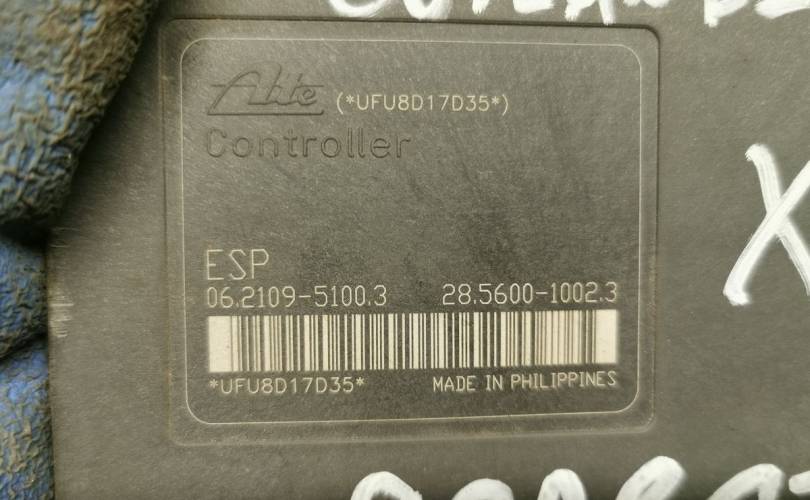 Ate (*UFU8D17D35*)
Controller
X
ESP
06.2109-5100.3 28.5600-1002.3
*UFU8D17D35* MADE IN PHILIPPINES